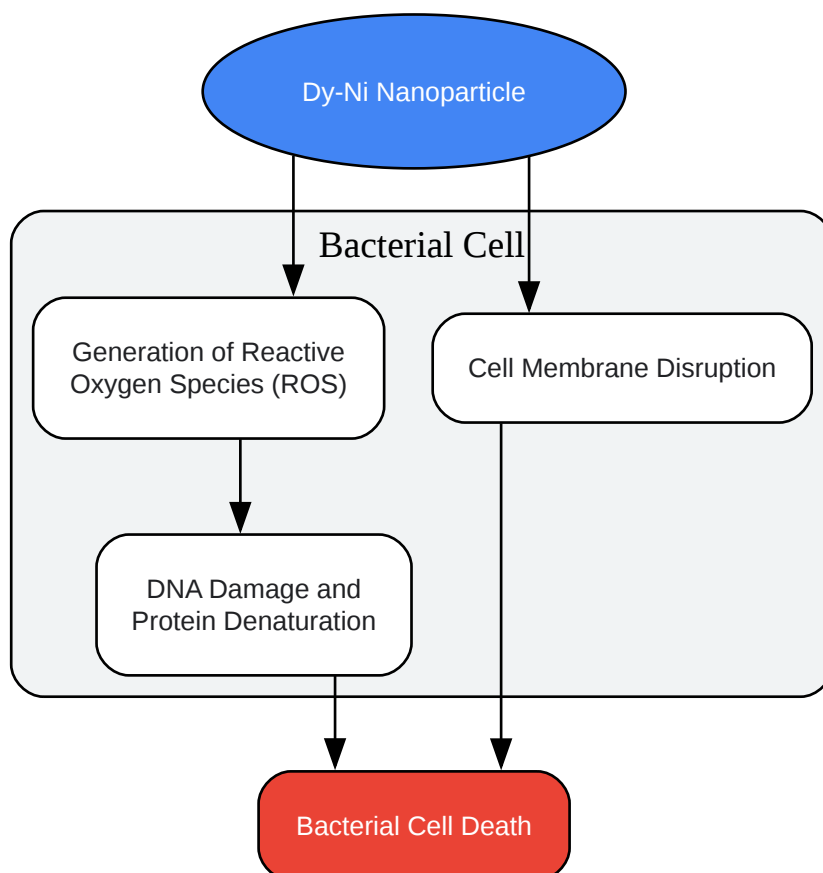 Dy-Ni Nanoparticle
Bacterial Cell
Generation of Reactive
Oxygen Species (ROS)
Cell Membrane Disruption
DNA Damage and
Protein Denaturation
Bacterial Cell Death